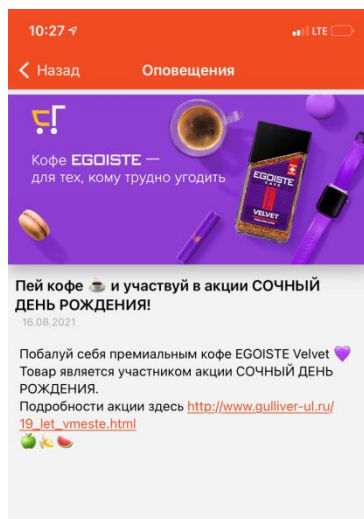 10:27 LTE
Назад Оповещения
Кофе EGOISTE —
для тех, кому трудно угодить
EGOISTE
CAFÉ
VELVET
Пей кофе ☕ и участвуй в акции СОЧНЫЙ
ДЕНЬ РОЖДЕНИЯ!
16.08.2021
Побалуй себя премиальным кофе EGOISTE Velvet 💜
Товар является участником акции СОЧНЫЙ ДЕНЬ
РОЖДЕНИЯ.
Подробности акции здесь http://www.gulliver-ul.ru/
19_let_vmeste.html
🍏🍌🍉